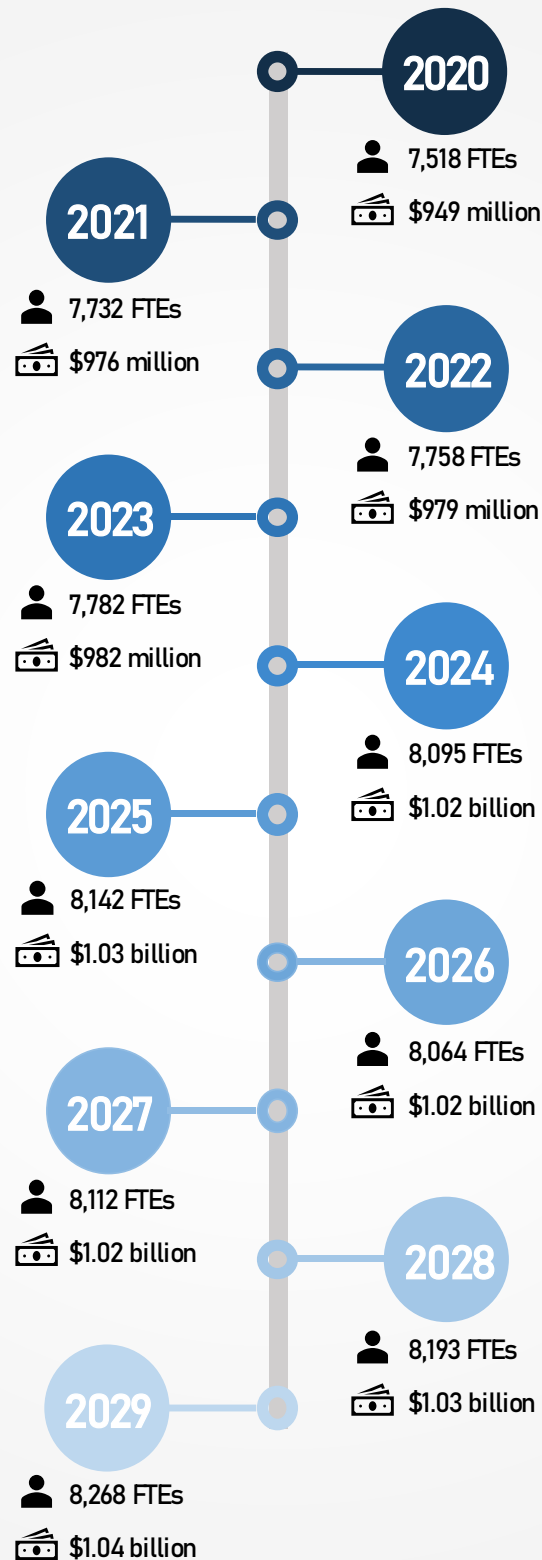 2020
7,518 FTEs
$949 million
2021
7,732 FTEs
$976 million
2022
7,758 FTEs
$979 million
2023
7,782 FTEs
$982 million
2024
8,095 FTEs
$1.02 billion
2025
8,142 FTEs
$1.03 billion
2026
8,064 FTEs
$1.02 billion
2027
8,112 FTEs
$1.02 billion
2028
8,193 FTEs
$1.03 billion
2029
8,268 FTEs
$1.04 billion